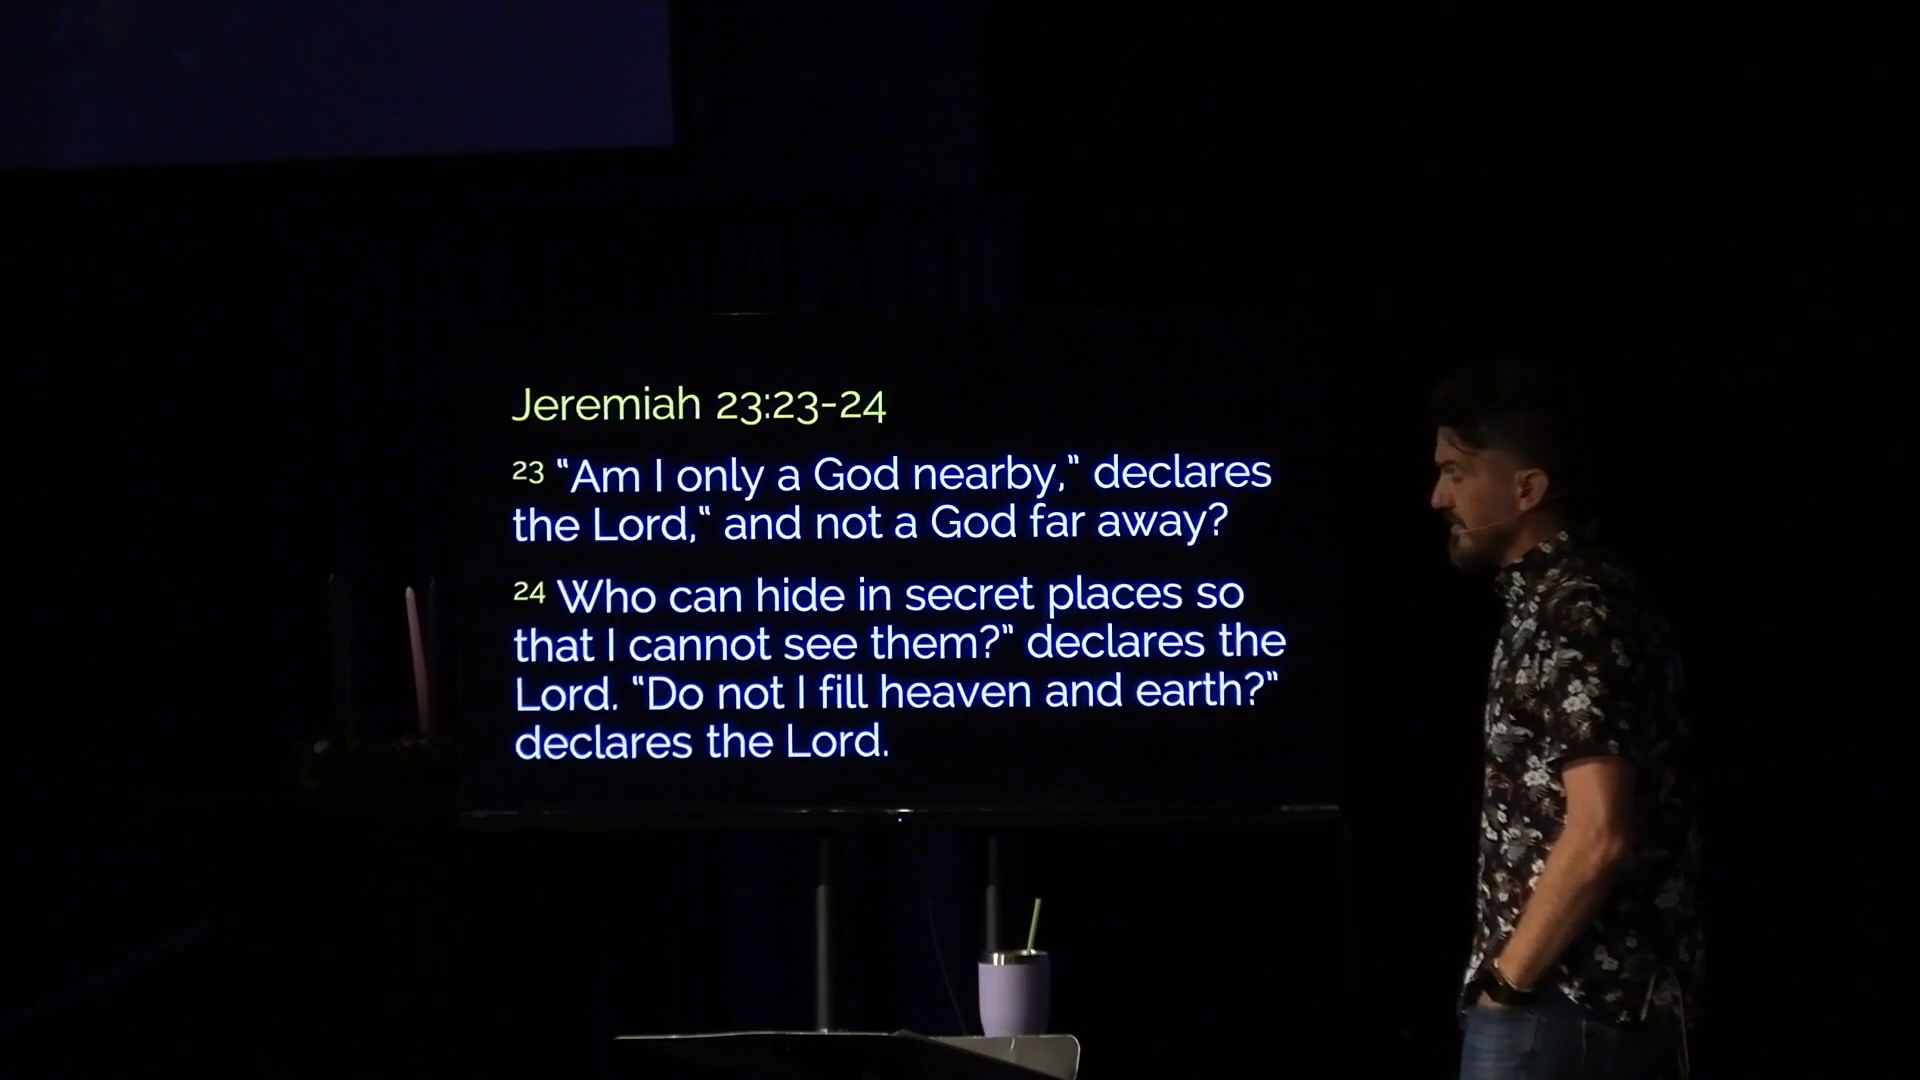 Jeremiah 23:23-24
23 “Am I only a God nearby,” declares
the Lord,“ and not a God far away?
24 Who can hide in secret places so
that I cannot see them?” declares the
Lord. “Do not I fill heaven and earth?”
declares the Lord.